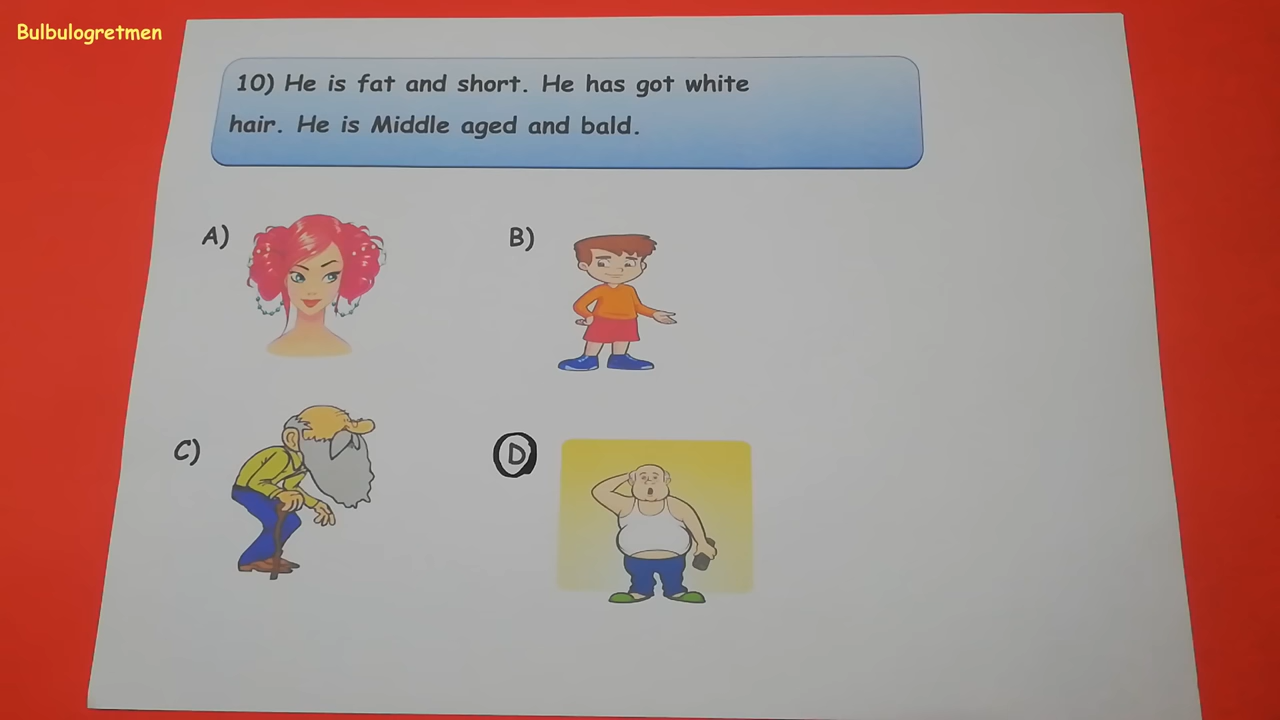 Bulbulogretmen
10) He is fat and short. He has got white
hair. He is Middle aged and bald.
A)
B)
C)
D